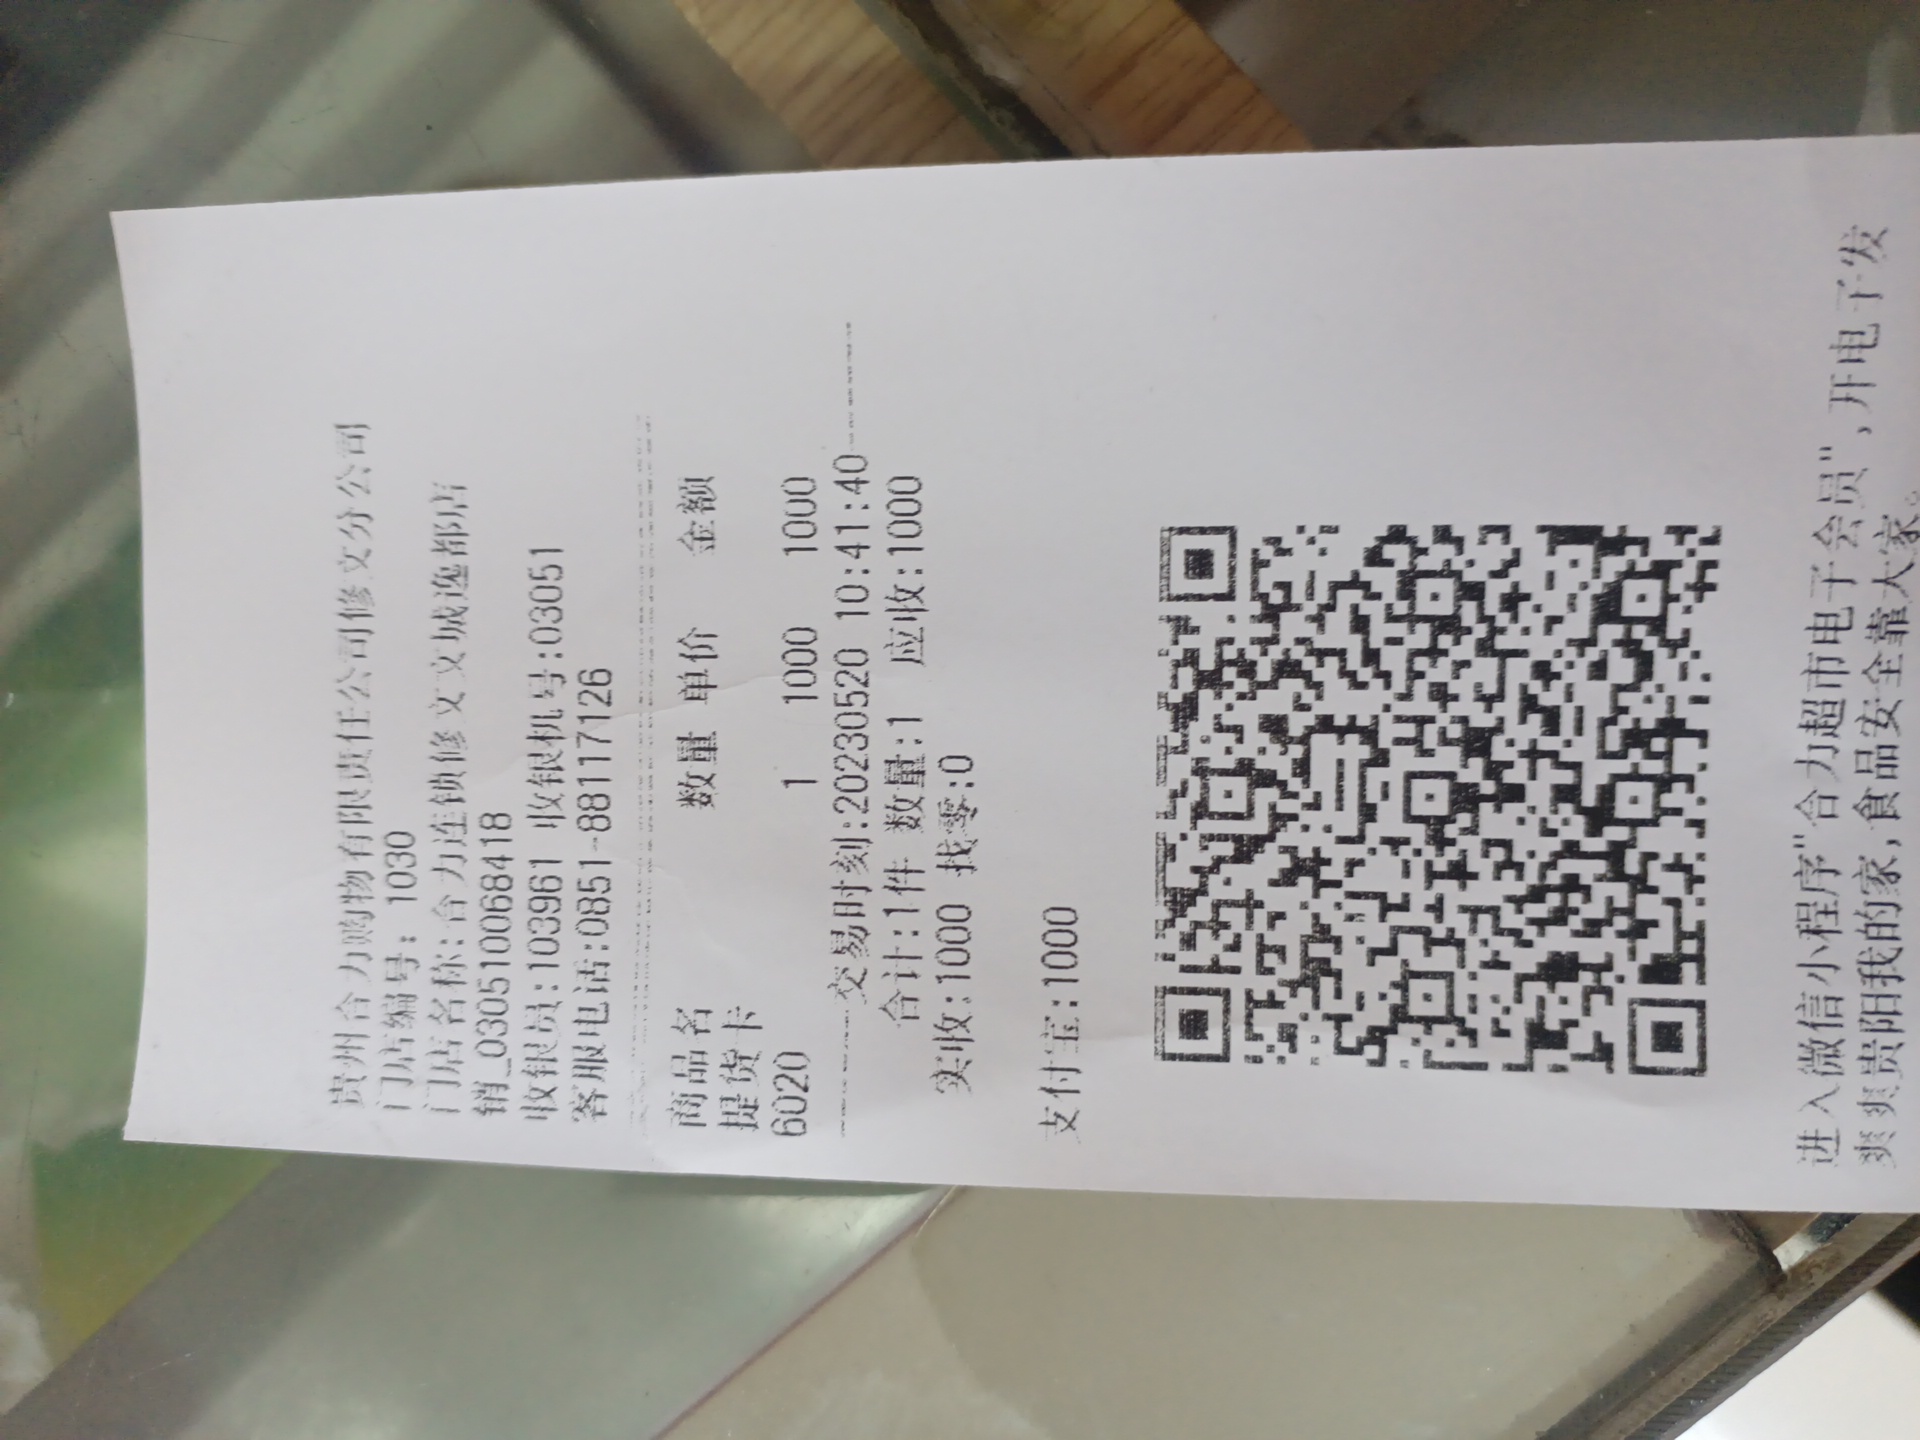 贵州合力购物有限责任公司修文分公司
门店编号: 1030
门店名称:合力连锁修文文城逸都店
销_0305100684​18
收银员:103961 收银机号:03051
客服电话:0851-88117126
商品名 数量 单价 金额
提货卡
6020 1 1000 1000
交易时刻:20230520 10:41:40
合计:1件 数量:1 应收:1000
实收:1000 找零:0
支付宝:1000
进入微信小程序"合力超市电子会员",开电子发
爽爽贵阳我的家,食品安全靠大家。